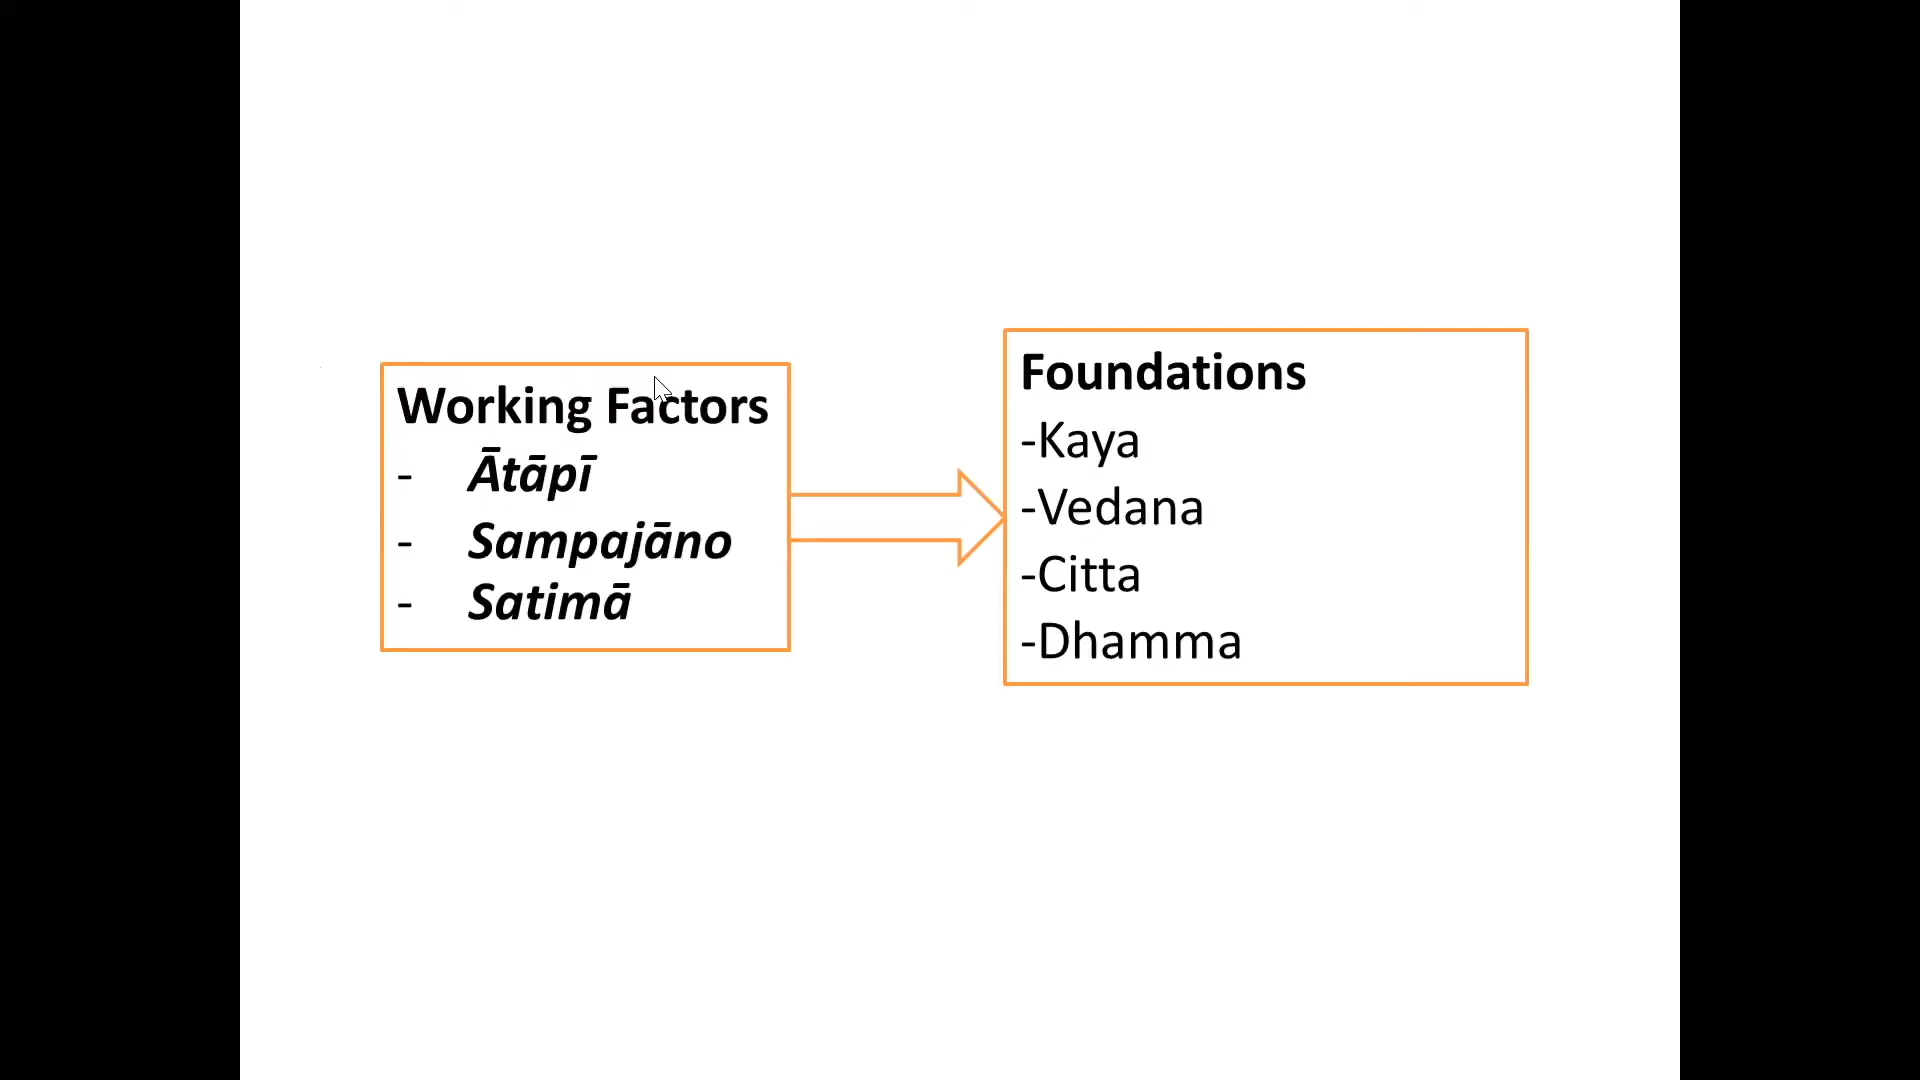 Working Factors
- Ātāpī
- Sampajāno
- Satimā
Foundations
-Kaya
-Vedana
-Citta
-Dhamma